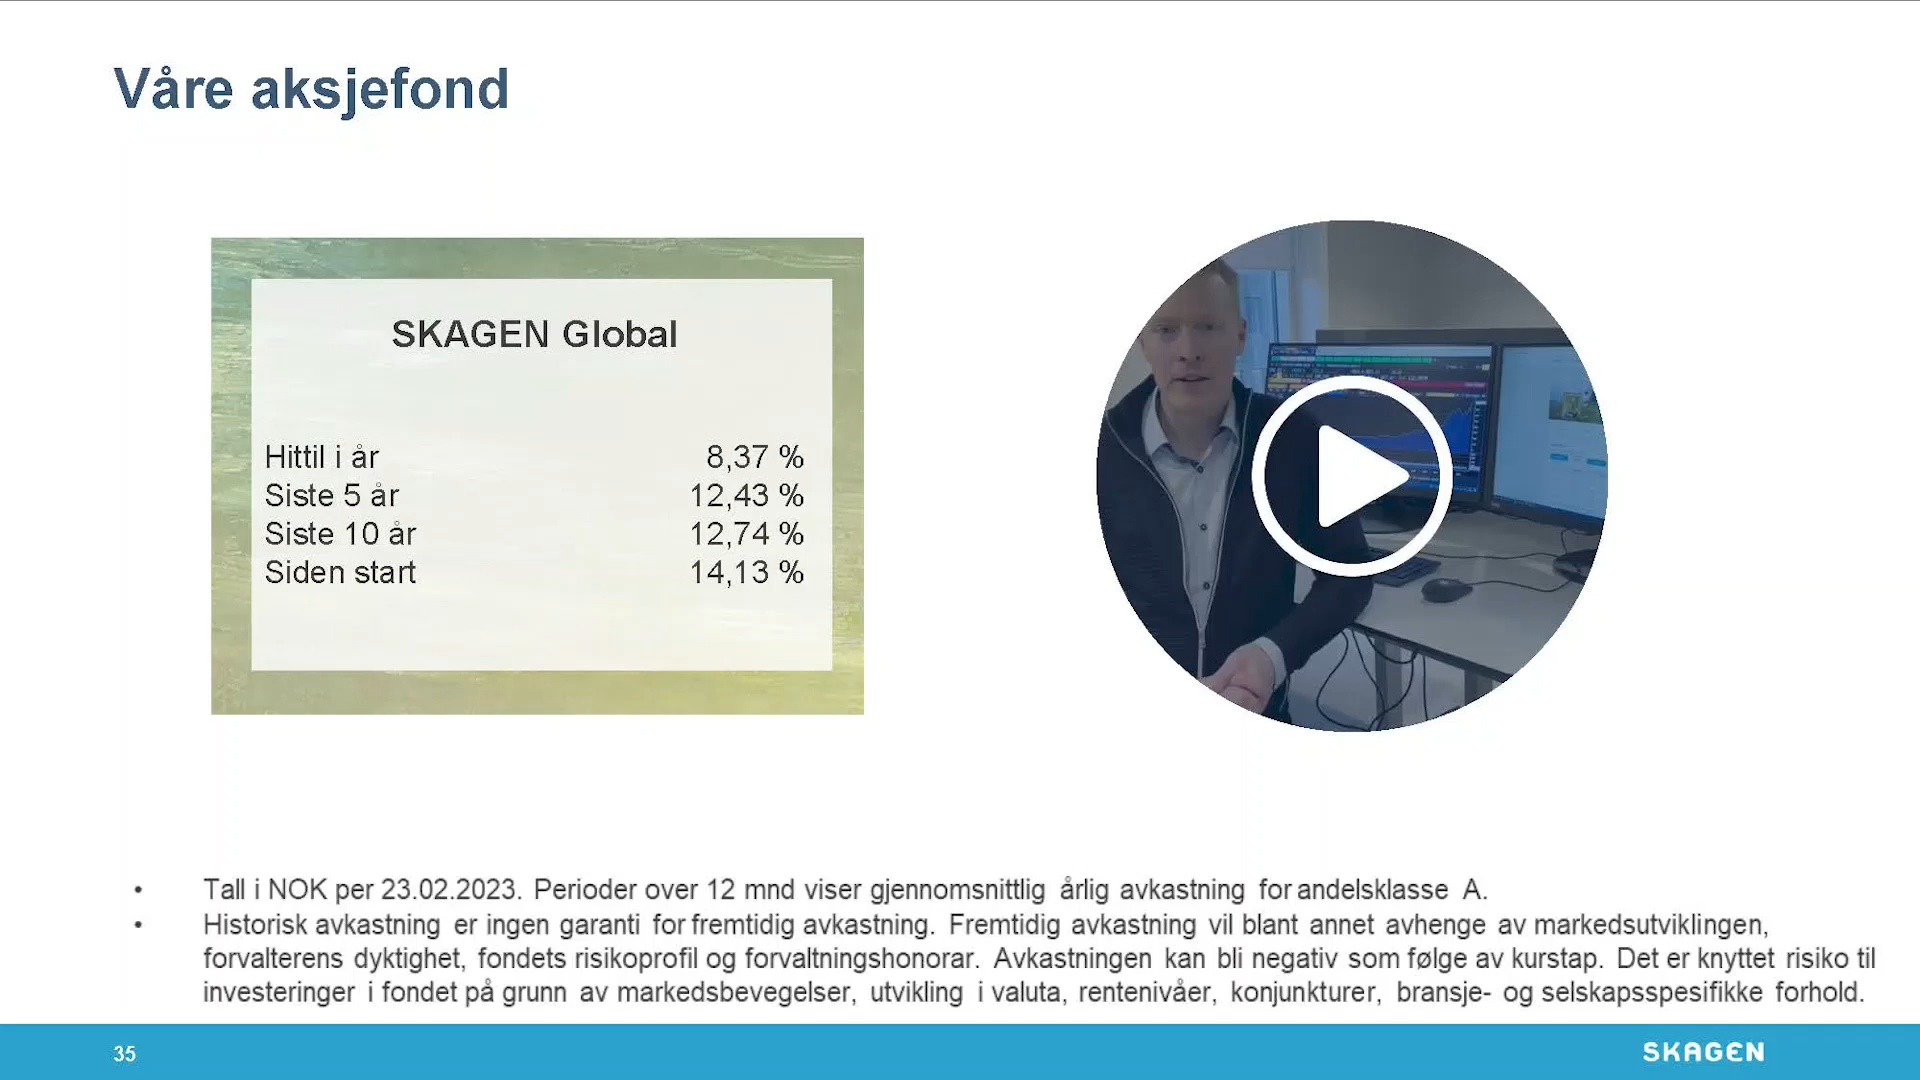 Våre aksjefond
SKAGEN Global
Hittil i år 8,37 %
Siste 5 år 12,43 %
Siste 10 år 12,74 %
Siden start 14,13 %
• Tall i NOK per 23.02.2023. Perioder over 12 mnd viser gjennomsnittlig årlig avkastning for andelsklasse A.
• Historisk avkastning er ingen garanti for fremtidig avkastning. Fremtidig avkastning vil blant annet avhenge av markedsutviklingen,
forvalterens dyktighet, fondets risikoprofil og forvaltningshonorar. Avkastningen kan bli negativ som følge av kurstap. Det er knyttet risiko til
investeringer i fondet på grunn av markedsbevegelser, utvikling i valuta, rentenivåer, konjunkturer, bransje- og selskapsspesifikke forhold.
35
SKAGEN